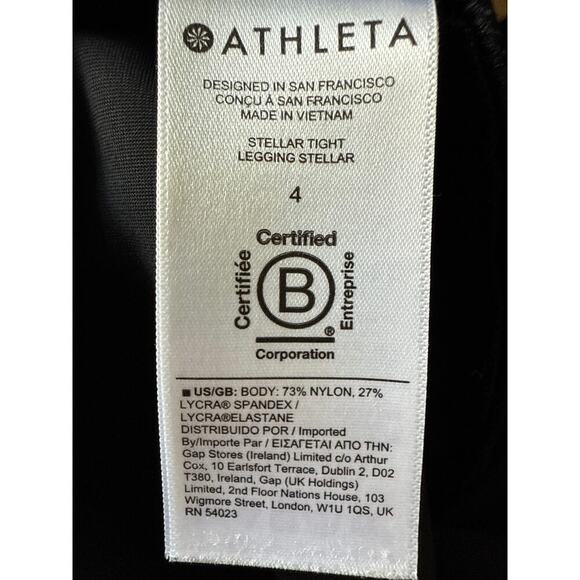 ATHLETA
DESIGNED IN SAN FRANCISCO
CONÇU À SAN FRANCISCO
MADE IN VIETNAM
STELLAR TIGHT
LEGGING STELLAR
4
Certified
Certifiée
B
Entreprise
®
Corporation
■ US/GB: BODY: 73% NYLON, 27%
LYCRA® SPANDEX /
LYCRA®ELASTANE
DISTRIBUIDO POR / Imported
By/Importe Par / ΕΙΣΑΓΕΤΑΙ ΑΠΟ ΤΗΝ:
Gap Stores (Ireland) Limited c/o Arthur
Cox, 10 Earlsfort Terrace, Dublin 2, D02
T380, Ireland, Gap (UK Holdings)
Limited, 2nd Floor Nations House, 103
Wigmore Street, London, W1U 1QS, UK
RN 54023